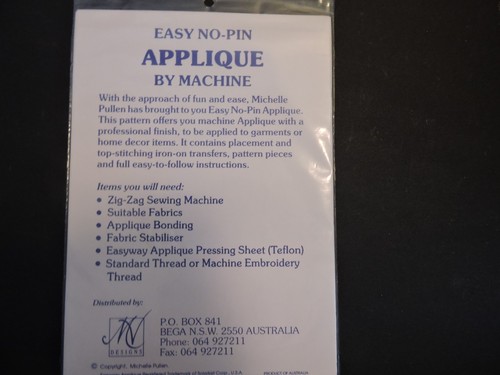 EASY NO-PIN
APPLIQUE
BY MACHINE
With the approach of fun and ease, Michelle
Pullen has brought to you Easy No-Pin Applique.
This pattern offers you machine Applique with a
professional finish, to be applied to garments or
home decor items. It contains placement and
top-stitching iron-on transfers, pattern pieces
and full easy-to-follow instructions.
Items you will need:
• Zig-Zag Sewing Machine
• Suitable Fabrics
• Applique Bonding
• Fabric Stabiliser
• Easyway Applique Pressing Sheet (Teflon)
• Standard Thread or Machine Embroidery
Thread
Distributed by:
DESIGNS
P.O. BOX 841
BEGA N.S.W. 2550 AUSTRALIA
Phone: 064 927211
Fax: 064 927211
© Copyright. Michelle Pullen
PRODUCT OF AUSTRALIA